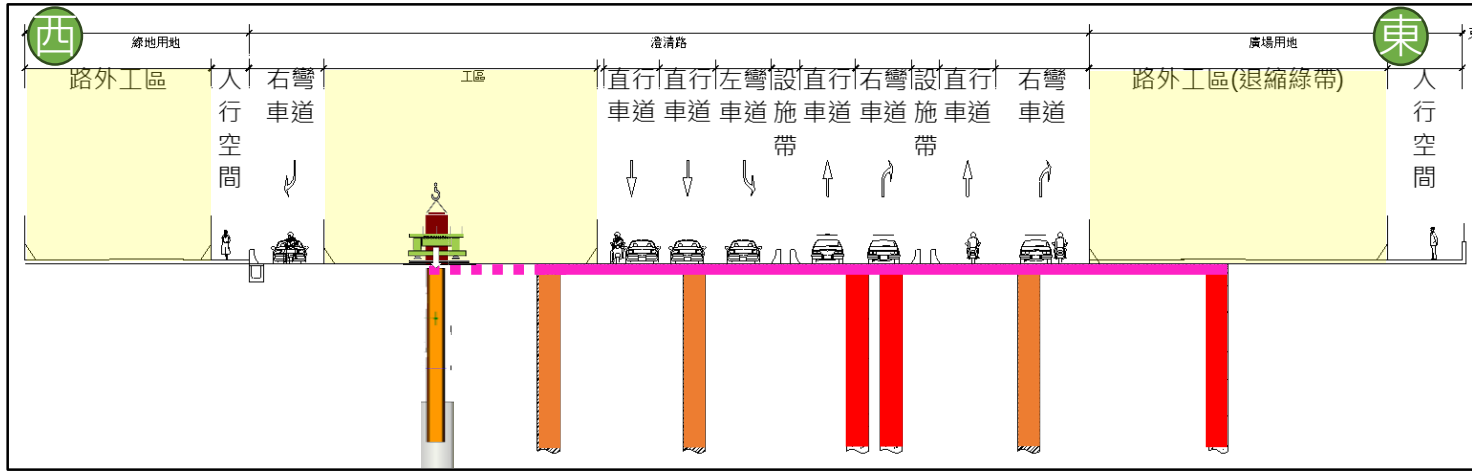 西
東
綠地用地
澄清路
廣場用地
路外工區
人行空間
右彎
車道
工區
直行
車道
直行
車道
左彎
車道
設施帶
直行
車道
右彎
車道
設施帶
直行
車道
右彎
車道
路外工區(退縮綠帶)
人行空間